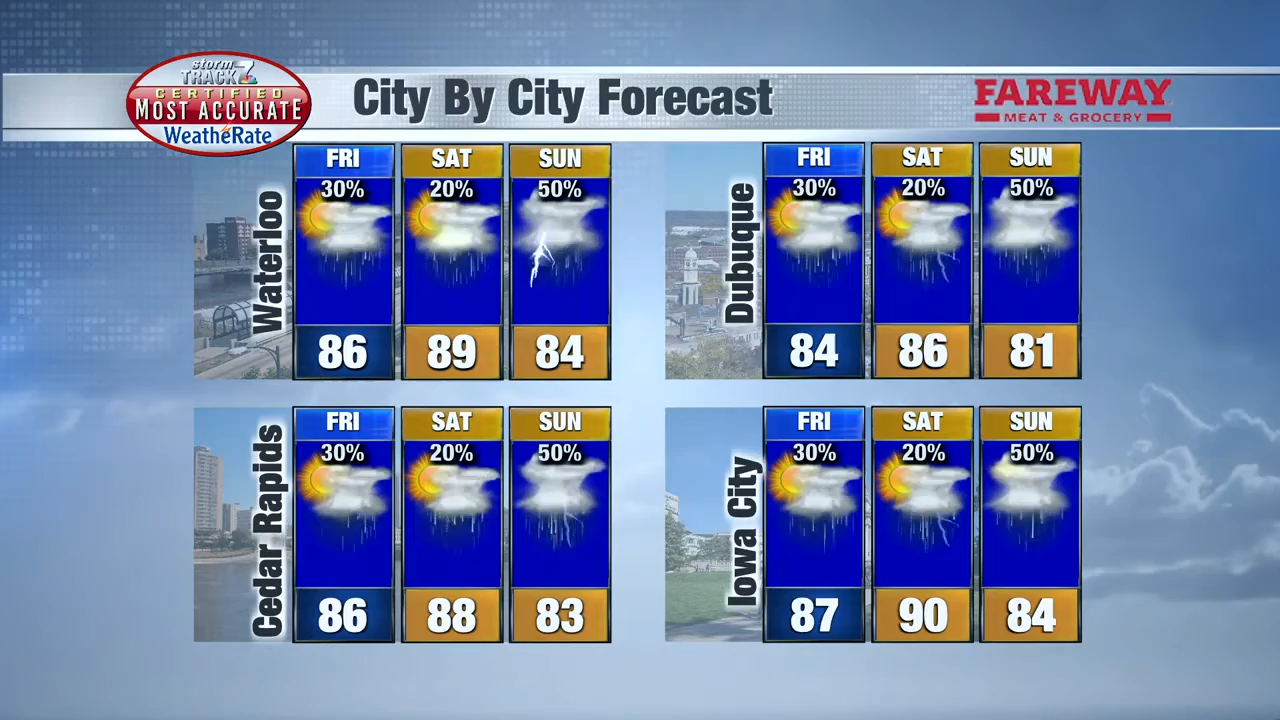 storm
TRACK 7
CERTIFIED
MOST ACCURATE
WeatheRate
City By City Forecast
FAREWAY
MEAT & GROCERY
Waterloo
FRI SAT SUN
30% 20% 50%
86 89 84
Dubuque
FRI SAT SUN
30% 20% 50%
84 86 81
Cedar Rapids
FRI SAT SUN
30% 20% 50%
86 88 83
Iowa City
FRI SAT SUN
30% 20% 50%
87 90 84